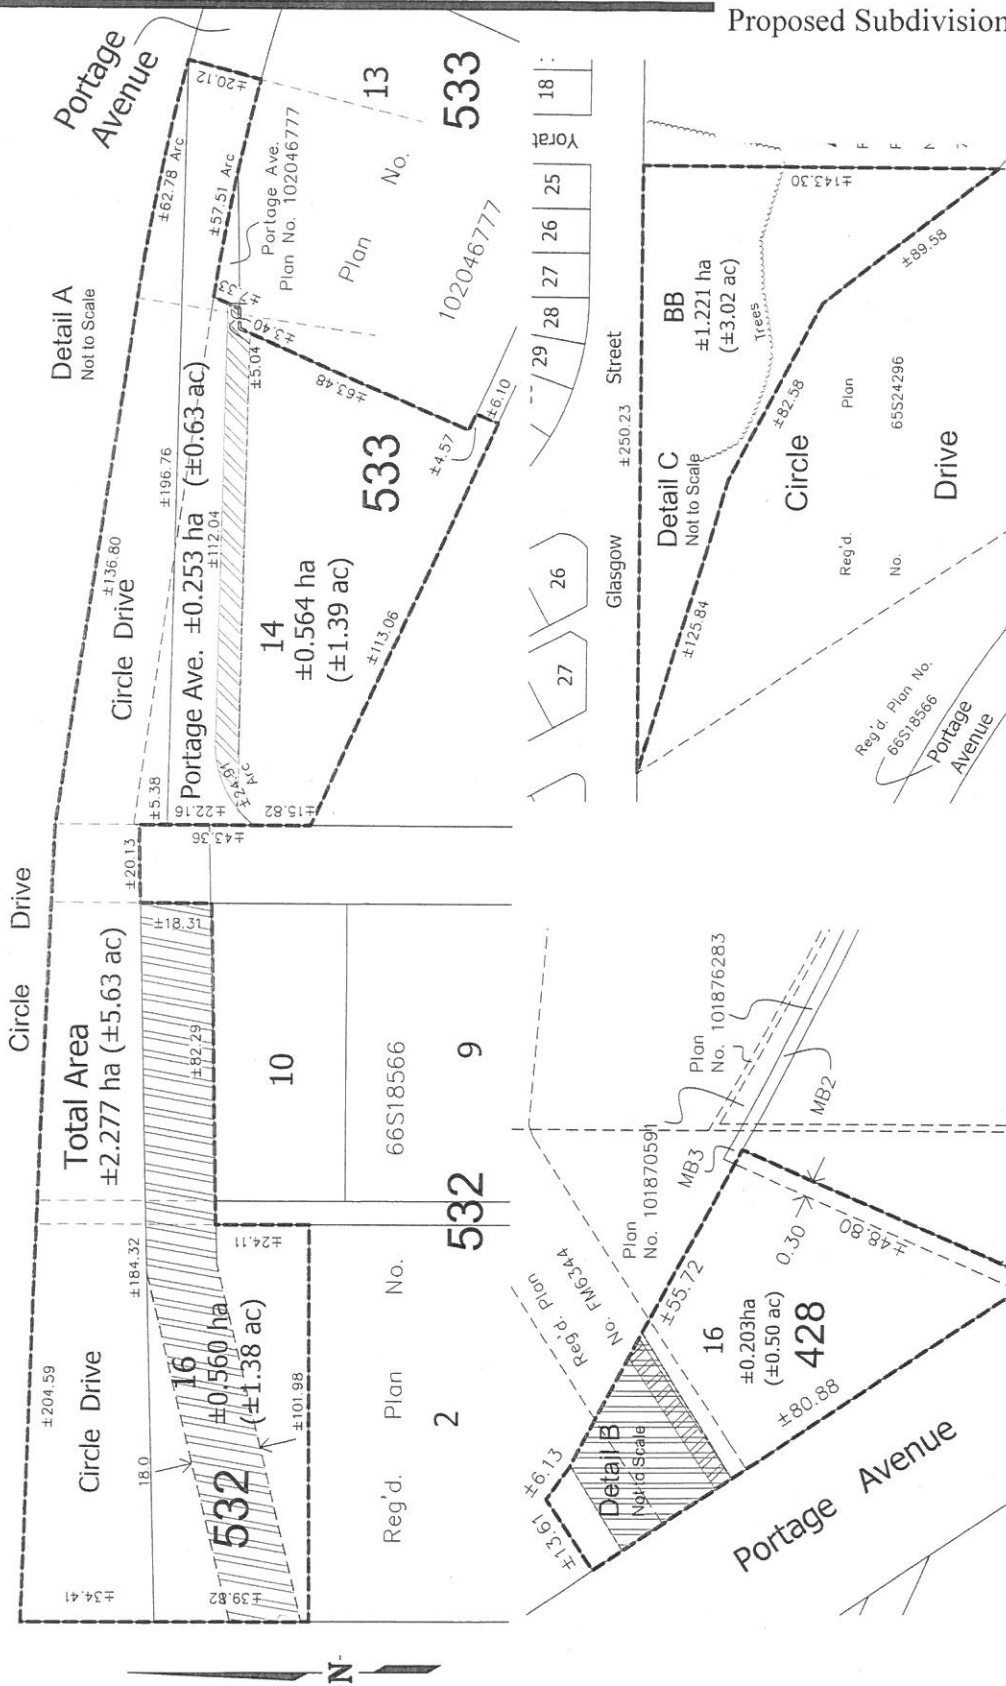 Proposed Subdivision
Detail A
Not to Scale
Portage
Avenue
±20.12
±62.78 Arc
±57.51 Arc
Portage Ave.
Plan No. 102046777
13
533
Plan
No.
102046777
±7.33
±3.40
±5.04
±63.48
±4.57
±6.10
±136.80
Circle Drive
±196.76
Portage Ave. ±0.253 ha (±0.63 ac)
±112.04
14
±0.564 ha
(±1.39 ac)
533
±113.06
±5.38
±22.16
±24.91
Arc
±15.82
±43.36
±20.13
Circle Drive
Total Area
±2.277 ha (±5.63 ac)
±18.31
±82.29
10
66S18566
9
532
±184.32
±24.11
±204.59
Circle Drive
18.0
16
±0.560 ha
(±1.38 ac)
532
±101.98
±34.41
±39.82
Reg'd.
Plan
No.
2
N
Detail B
Not to Scale
±6.13
±13.61
Reg'd. Plan
No. FM6344
Plan
No. 101870591
Plan
No. 101876283
MB3
MB2
±55.72
0.30
±48.80
16
±0.203ha
(±0.50 ac)
428
±80.88
Portage Avenue
18
Yorat
25
26
27
28
29
26
27
Glasgow
Street
±250.23
Detail C
Not to Scale
BB
±1.221 ha
(±3.02 ac)
Trees
±143.30
±89.58
±82.58
±125.84
Circle
Drive
Reg'd.
Plan
No.
65S24296
Reg'd. Plan No.
66S18566
Portage
Avenue